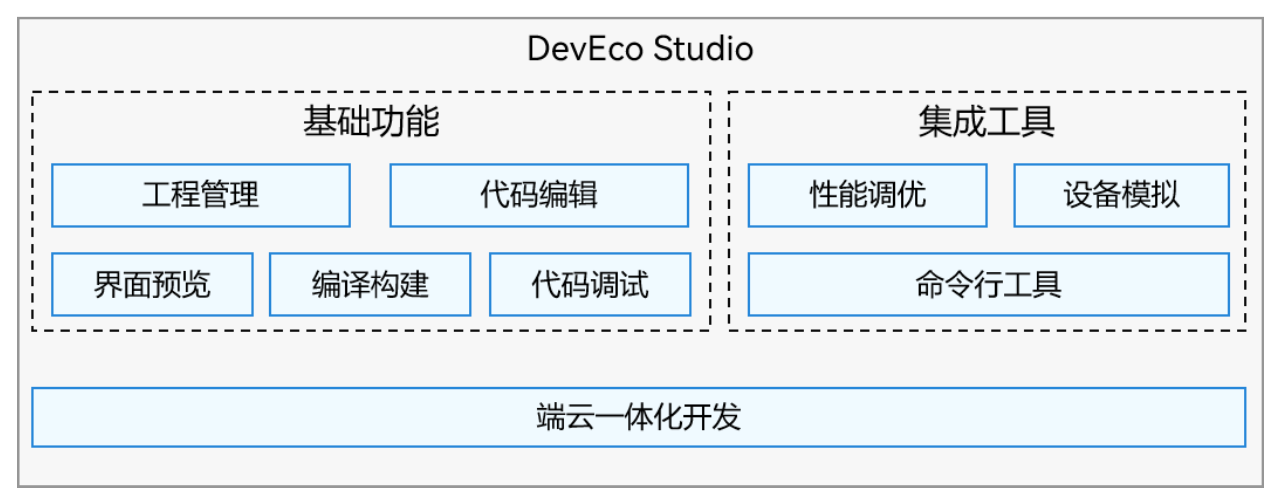 DevEco Studio
基础功能
集成工具
工程管理
代码编辑
性能调优
设备模拟
界面预览
编译构建
代码调试
命令行工具
端云一体化开发